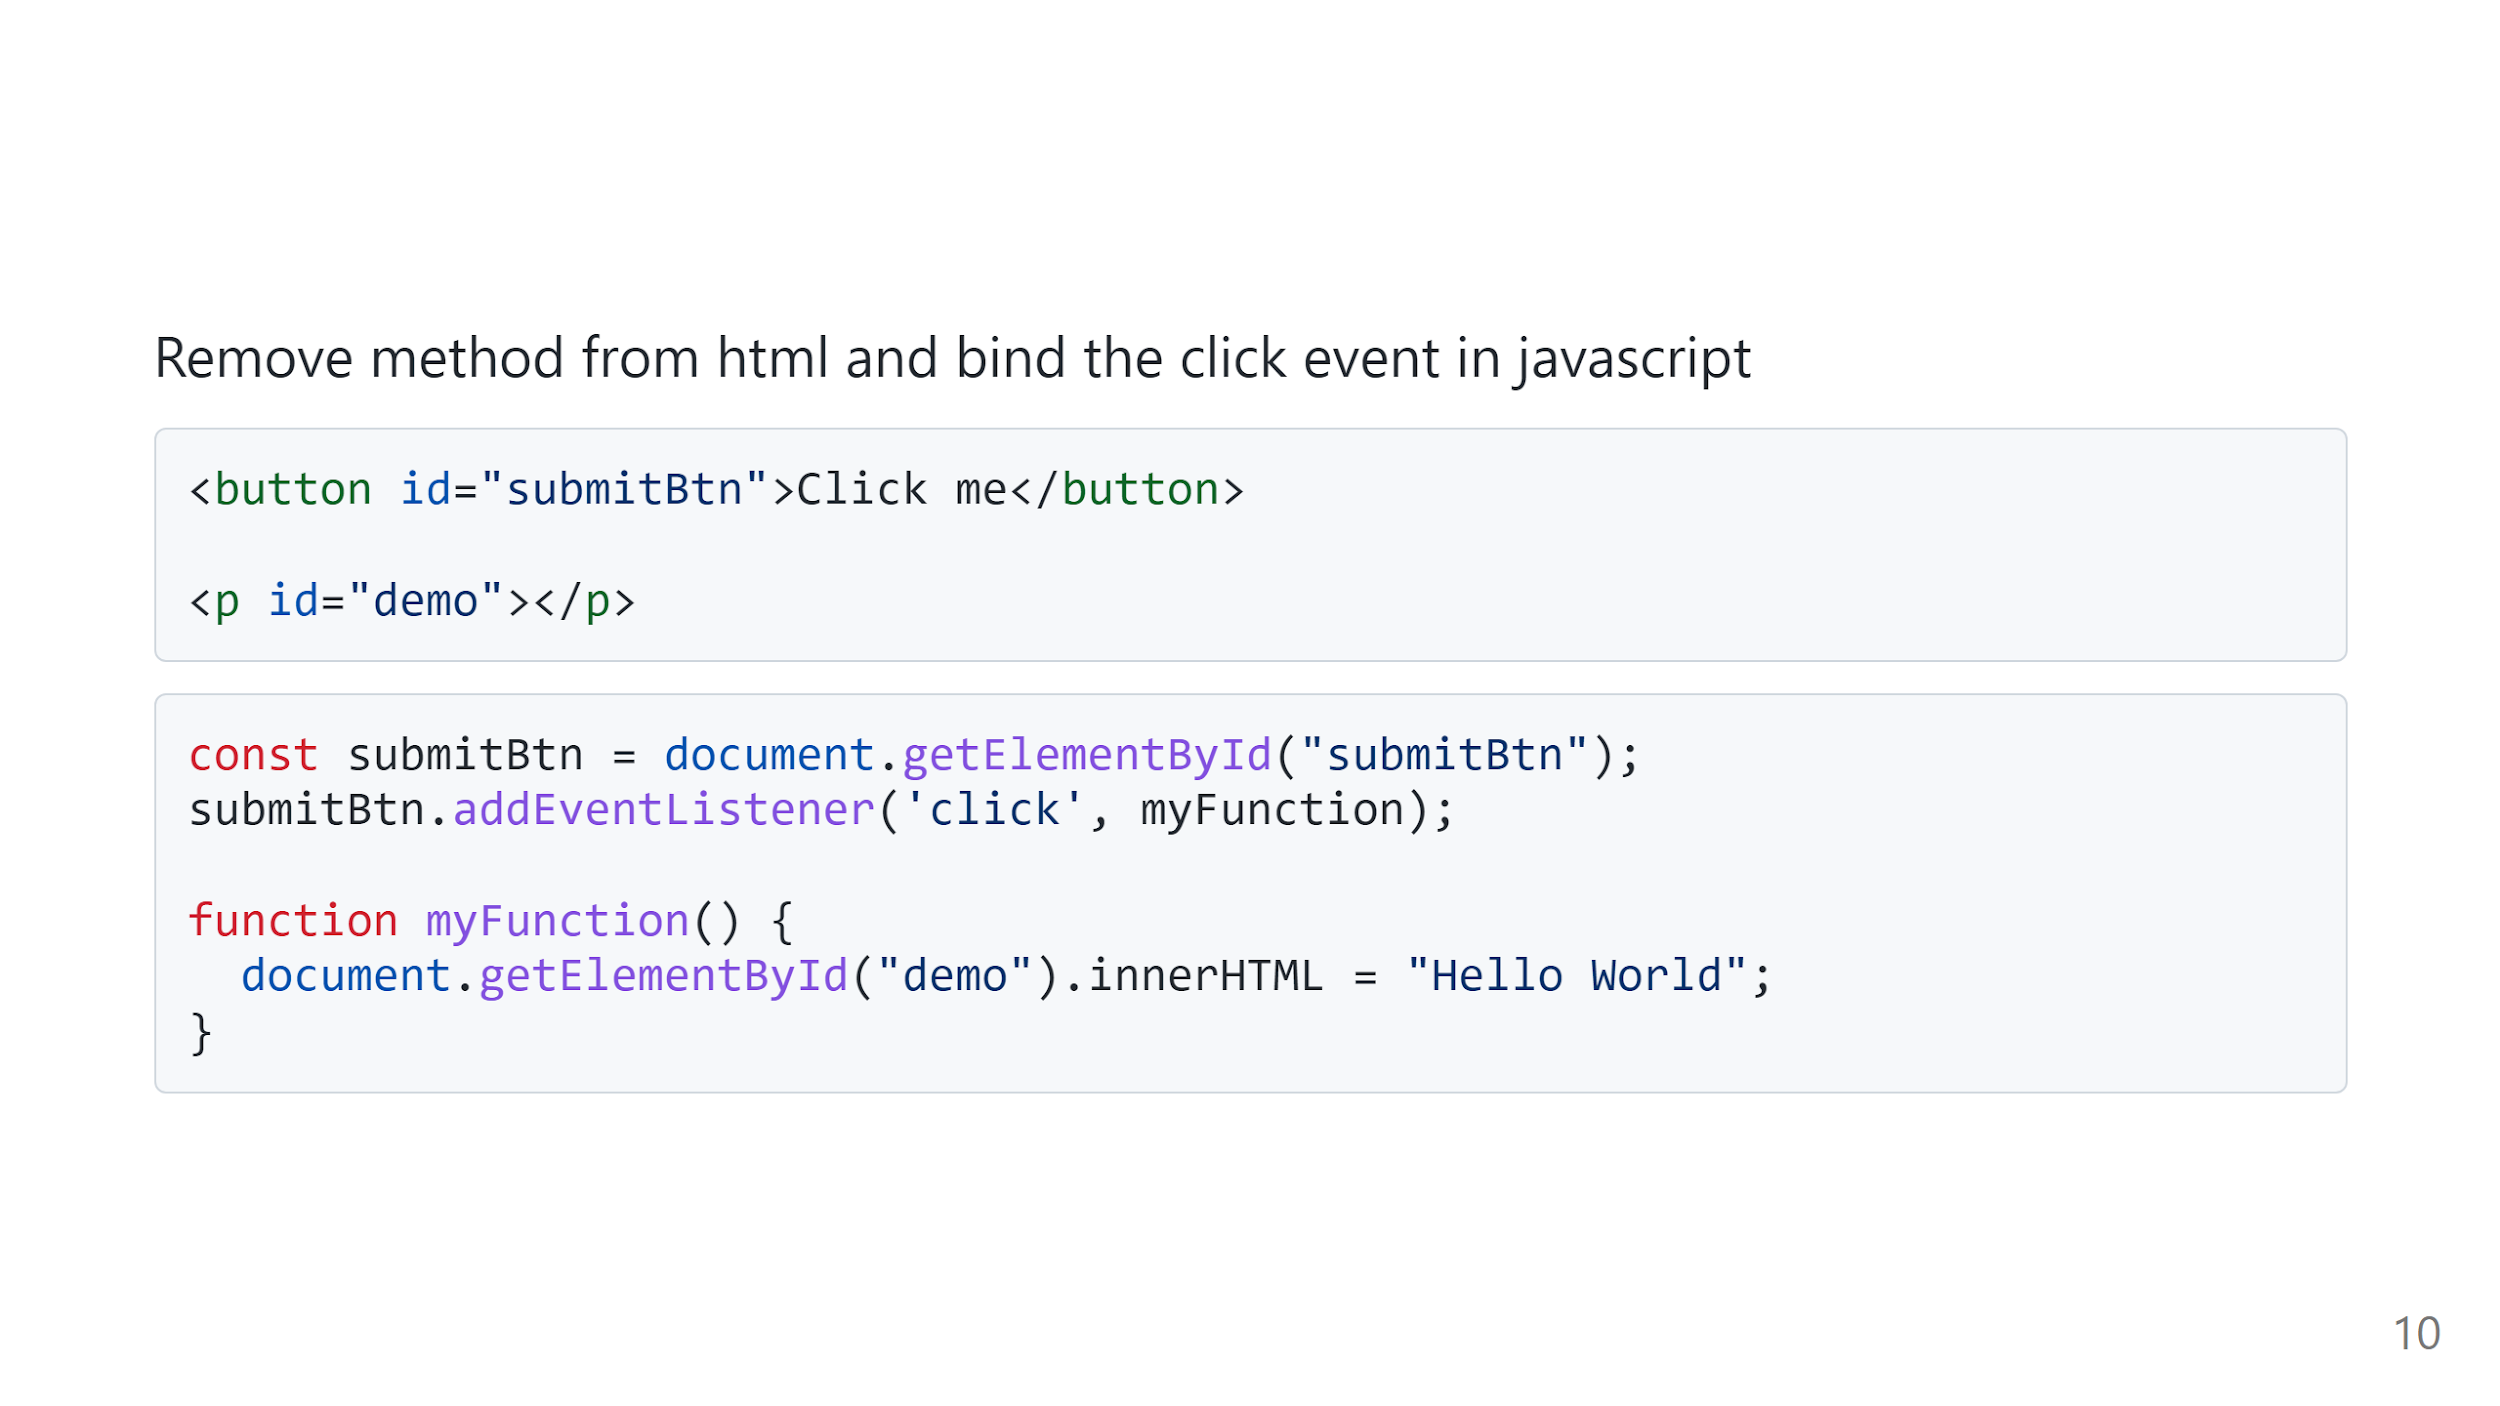 Remove method from html and bind the click event in javascript
<button id="submitBtn">Click me</button>
<p id="demo"></p>
const submitBtn = document.getElementById("submitBtn");
submitBtn.addEventListener('click', myFunction);
function myFunction() {
  document.getElementById("demo").innerHTML = "Hello World";
}
10